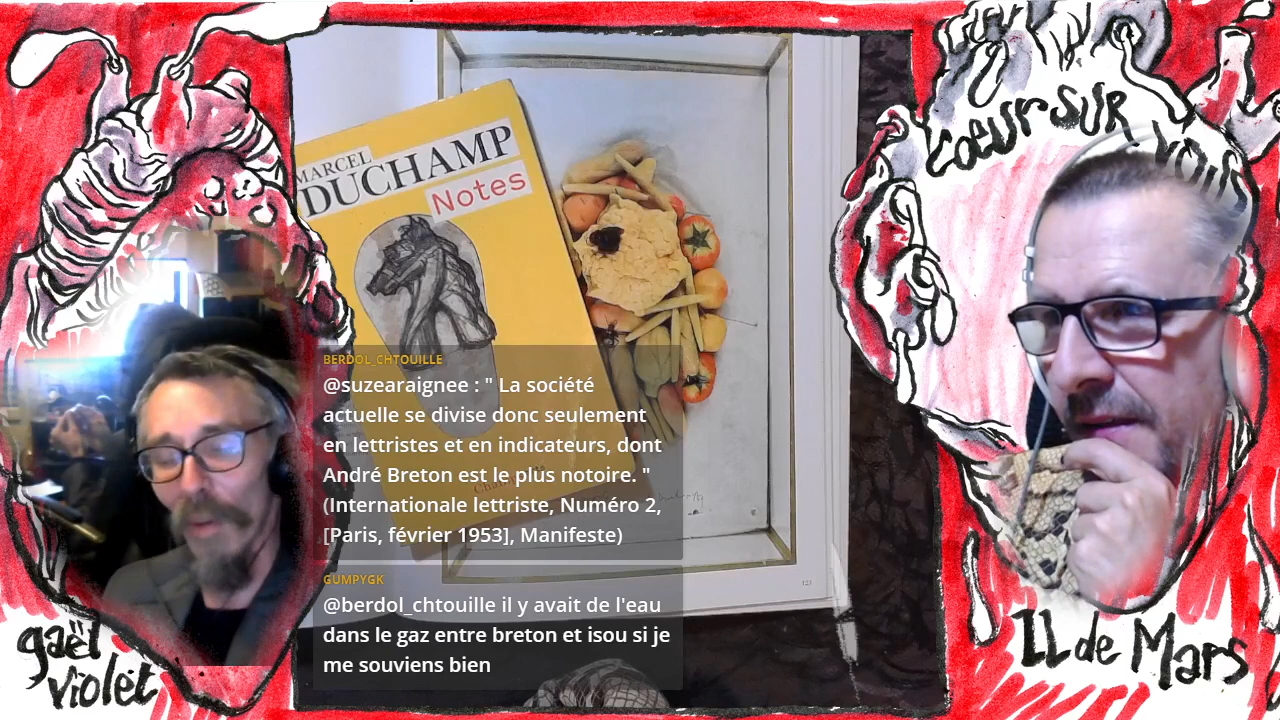 cœur sur
vous
MARCEL
DUCHAMP
Notes
BERDOL_CHTOUILLE
@suzearaignee : " La société
actuelle se divise donc seulement
en lettristes et en indicateurs, dont
André Breton est le plus notoire. "
(Internationale lettriste, Numéro 2,
[Paris, février 1953], Manifeste)
GUMPYGK
@berdol_chtouille il y avait de l'eau
dans le gaz entre breton et isou si je
me souviens bien
123
gaël
violet
LL de Mars